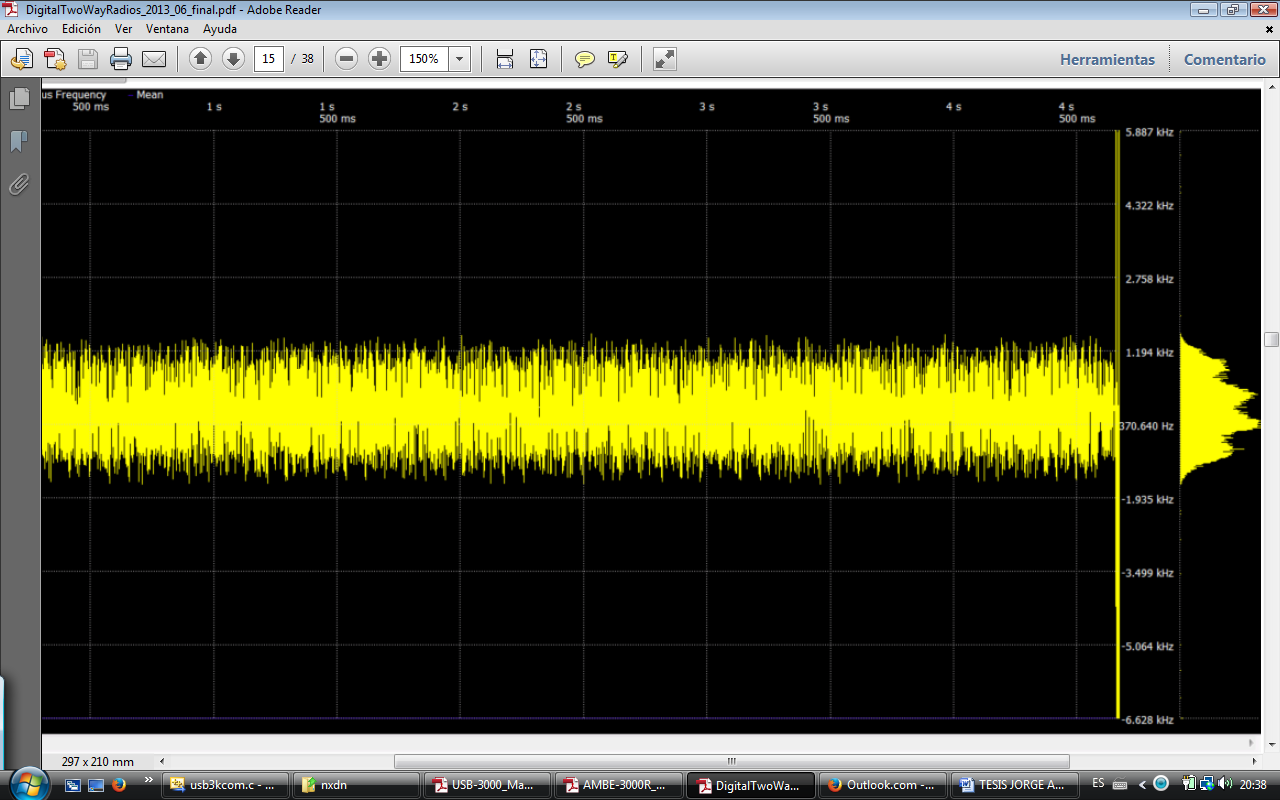 DigitalTwoWayRadios_2013_06_final.pdf - Adobe Reader
Archivo Edición Ver Ventana Ayuda
15 / 38 150% Herramientas Comentario
us Frequency Mean
500 ms 1 s 1 s 2 s 2 s 3 s 3 s 4 s 4 s
500 ms 500 ms 500 ms 500 ms
5.887 kHz
4.322 kHz
2.758 kHz
1.194 kHz
370.640 Hz
-1.935 kHz
-3.499 kHz
-5.064 kHz
-6.628 kHz
297 x 210 mm
usb3kcom.c - ... nxdn USB-3000_Ma... AMBE-3000R_... DigitalTwoWa... Outlook.com -... TESIS JORGE A... ES 20:38